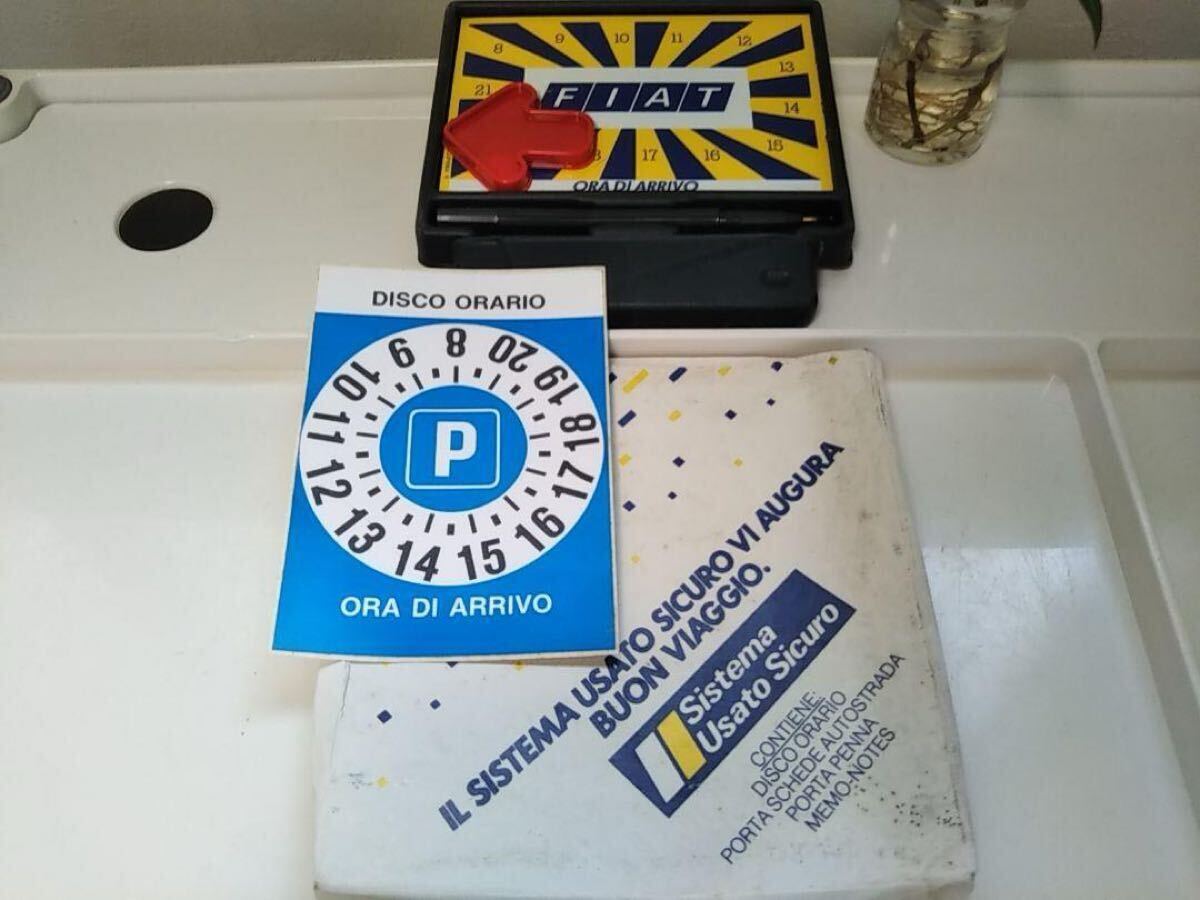 8 9 10 11 12
13
21
FIAT
14
15
17 16
ORA DI ARRIVO
DISCO ORARIO
8 20 19 18 17 16 15 14 13 12 11 10 9
P
ORA DI ARRIVO
IL SISTEMA USATO SICURO VI AUGURA
BUON VIAGGIO.
Sistema
Usato Sicuro
CONTIENE:
DISCO ORARIO
PORTA SCHEDE AUTOSTRADA
PORTA PENNA
MEMO-NOTES